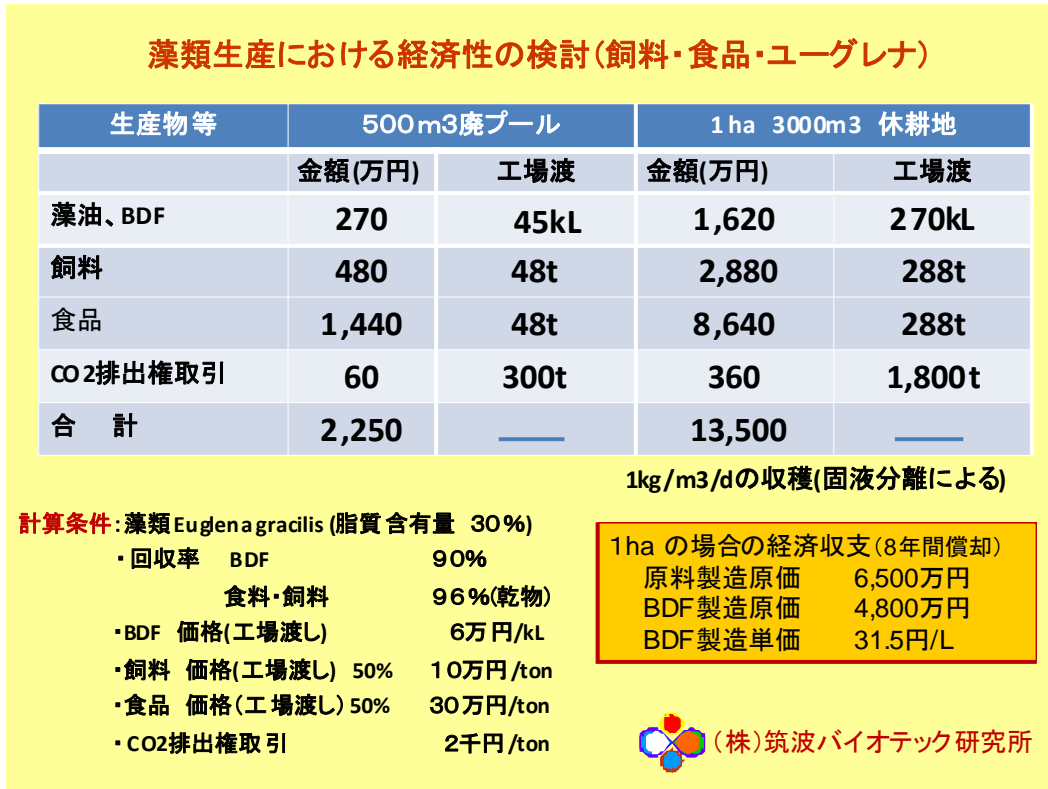 藻類生産における経済性の検討(飼料・食品・ユーグレナ)
生産物等 500m3廃プール 1ha 3000m3 休耕地
金額(万円) 工場渡 金額(万円) 工場渡
藻油、BDF 270 45kL 1,620 270kL
飼料 480 48t 2,880 288t
食品 1,440 48t 8,640 288t
CO2排出権取引 60 300t 360 1,800t
合 計 2,250 13,500
1kg/m3/dの収穫(固液分離による)
計算条件:藻類Euglena gracilis (脂質含有量 30%)
・回収率 BDF 90%
食料・飼料 96%(乾物)
・BDF 価格(工場渡し) 6万円/kL
・飼料 価格(工場渡し) 50% 10万円/ton
・食品 価格(工場渡し) 50% 30万円/ton
・CO2排出権取引 2千円/ton
1ha の場合の経済収支(8年間償却)
原料製造原価 6,500万円
BDF製造原価 4,800万円
BDF製造単価 31.5円/L
(株)筑波バイオテック研究所